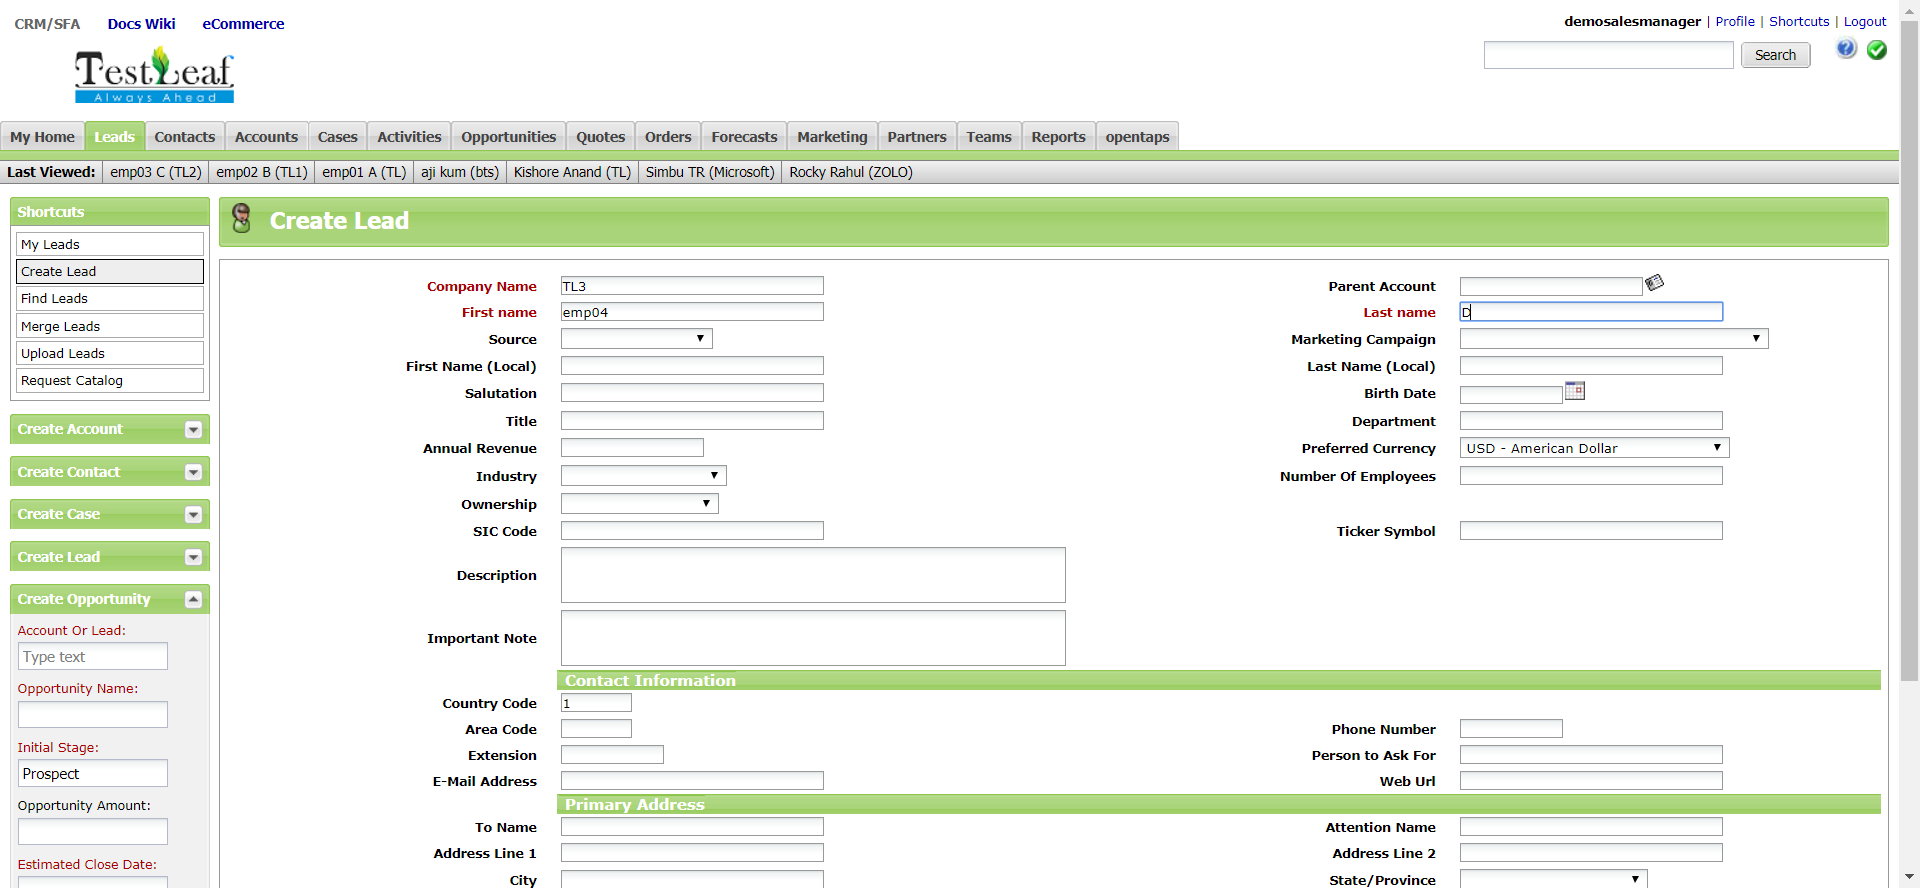 CRM/SFA Docs Wiki eCommerce
demosalesmanager | Profile | Shortcuts | Logout
TestLeaf
Always Ahead
Search
My Home Leads Contacts Accounts Cases Activities Opportunities Quotes Orders Forecasts Marketing Partners Teams Reports opentaps
Last Viewed: emp03 C (TL2) emp02 B (TL1) emp01 A (TL) aji kum (bts) Kishore Anand (TL) Simbu TR (Microsoft) Rocky Rahul (ZOLO)
Shortcuts
My Leads
Create Lead
Find Leads
Merge Leads
Upload Leads
Request Catalog
Create Account
Create Contact
Create Case
Create Lead
Create Opportunity
Account Or Lead:
Type text
Opportunity Name:
Initial Stage:
Prospect
Opportunity Amount:
Estimated Close Date:
Create Lead
Company Name TL3 Parent Account
First name emp04 Last name D
Source Marketing Campaign
First Name (Local) Last Name (Local)
Salutation Birth Date
Title Department
Annual Revenue Preferred Currency USD - American Dollar
Industry Number Of Employees
Ownership
SIC Code Ticker Symbol
Description
Important Note
Contact Information
Country Code 1
Area Code Phone Number
Extension Person to Ask For
E-Mail Address Web Url
Primary Address
To Name Attention Name
Address Line 1 Address Line 2
City State/Province